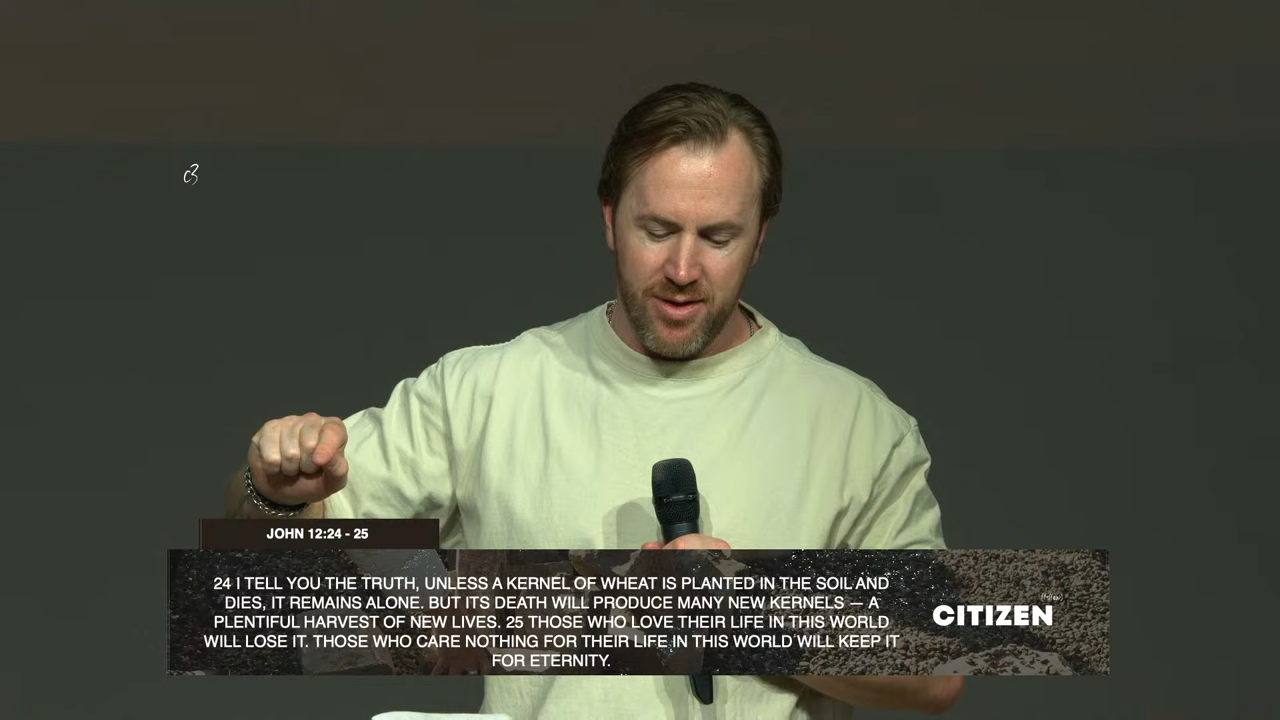 c3
JOHN 12:24 - 25
24 I TELL YOU THE TRUTH, UNLESS A KERNEL OF WHEAT IS PLANTED IN THE SOIL AND
DIES, IT REMAINS ALONE. BUT ITS DEATH WILL PRODUCE MANY NEW KERNELS — A
PLENTIFUL HARVEST OF NEW LIVES. 25 THOSE WHO LOVE THEIR LIFE IN THIS WORLD
WILL LOSE IT. THOSE WHO CARE NOTHING FOR THEIR LIFE IN THIS WORLD WILL KEEP IT
FOR ETERNITY.
CITIZEN